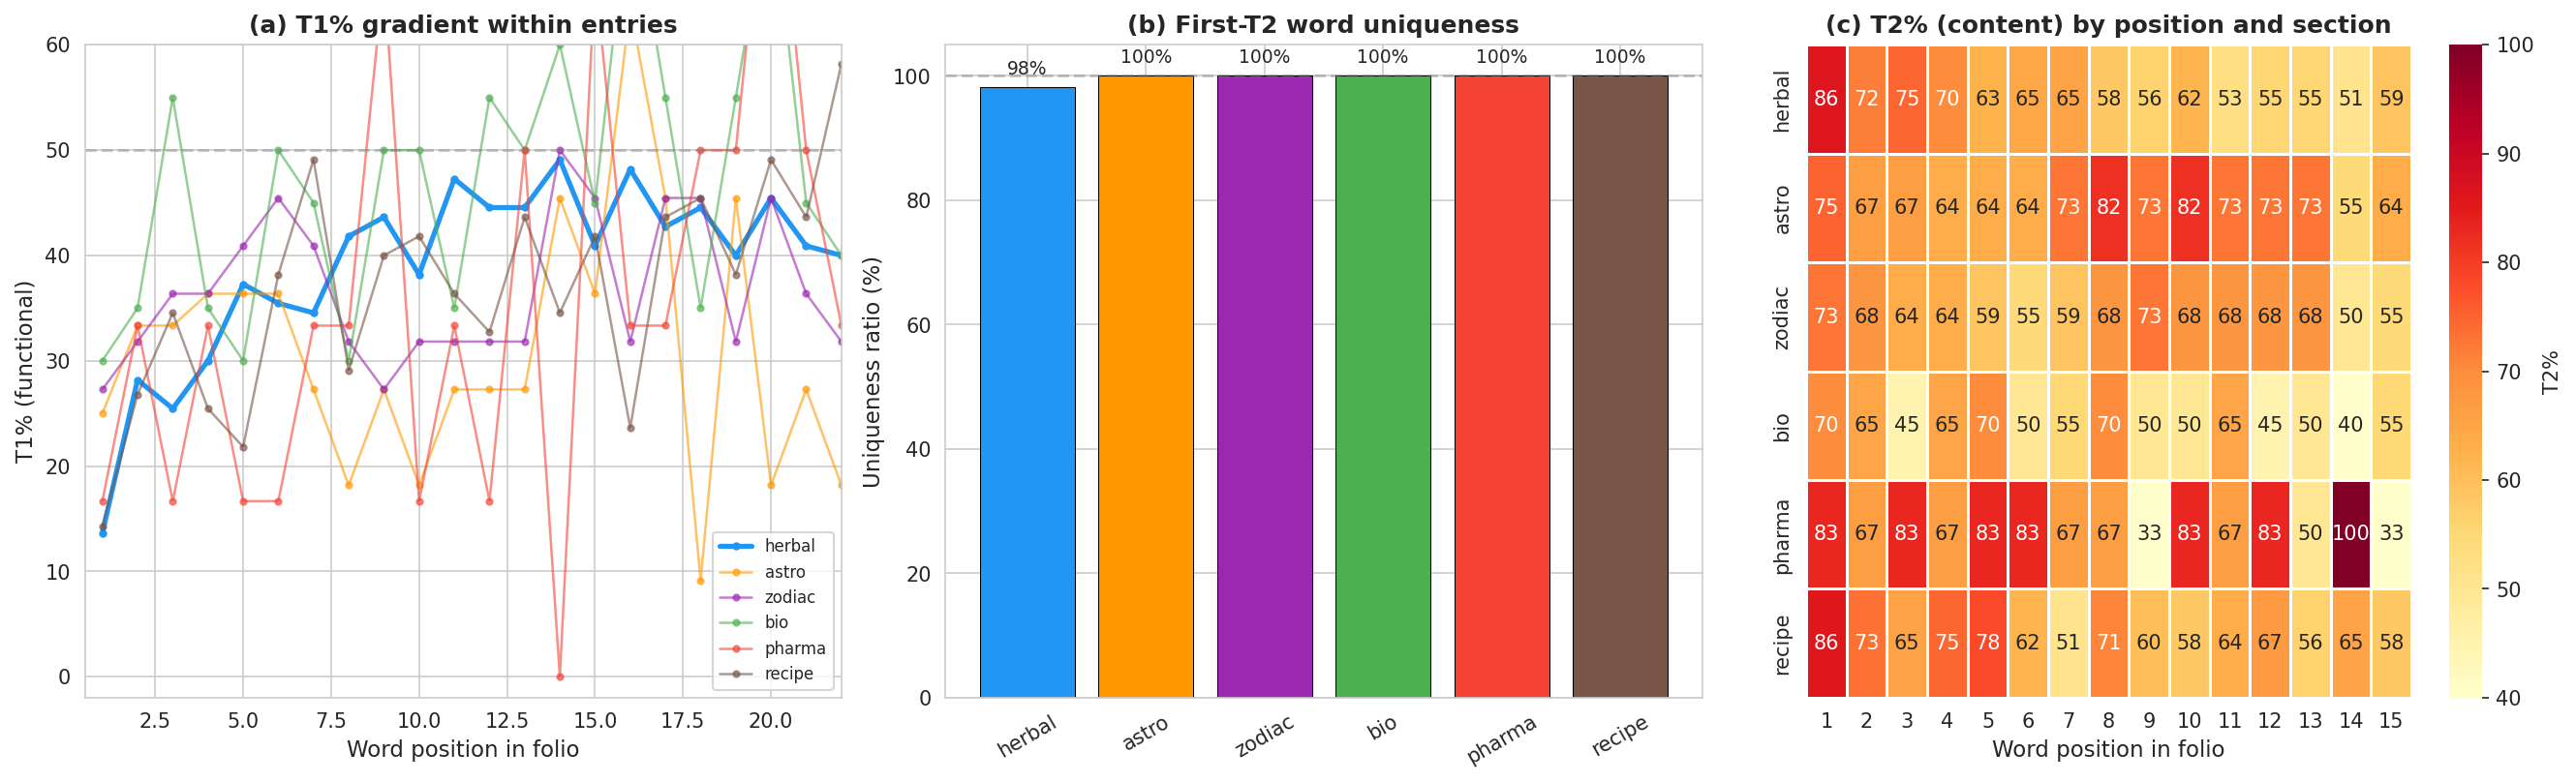 (a) T1% gradient within entries
T1% (functional)
60
50
40
30
20
10
0
2.5 5.0 7.5 10.0 12.5 15.0 17.5 20.0
Word position in folio
herbal
astro
zodiac
bio
pharma
recipe
(b) First-T2 word uniqueness
Uniqueness ratio (%)
100
80
60
40
20
0
98% 100% 100% 100% 100% 100%
herbal astro zodiac bio pharma recipe
(c) T2% (content) by position and section
herbal 86 72 75 70 63 65 65 58 56 62 53 55 55 51 59
astro 75 67 67 64 64 64 73 82 73 82 73 73 73 55 64
zodiac 73 68 64 64 59 55 59 68 73 68 68 68 68 50 55
bio 70 65 45 65 70 50 55 70 50 50 65 45 50 40 55
pharma 83 67 83 67 83 83 67 67 33 83 67 83 50 100 33
recipe 86 73 65 75 78 62 51 71 60 58 64 67 56 65 58
1 2 3 4 5 6 7 8 9 10 11 12 13 14 15
Word position in folio
100
90
80
70
60
50
40
T2%